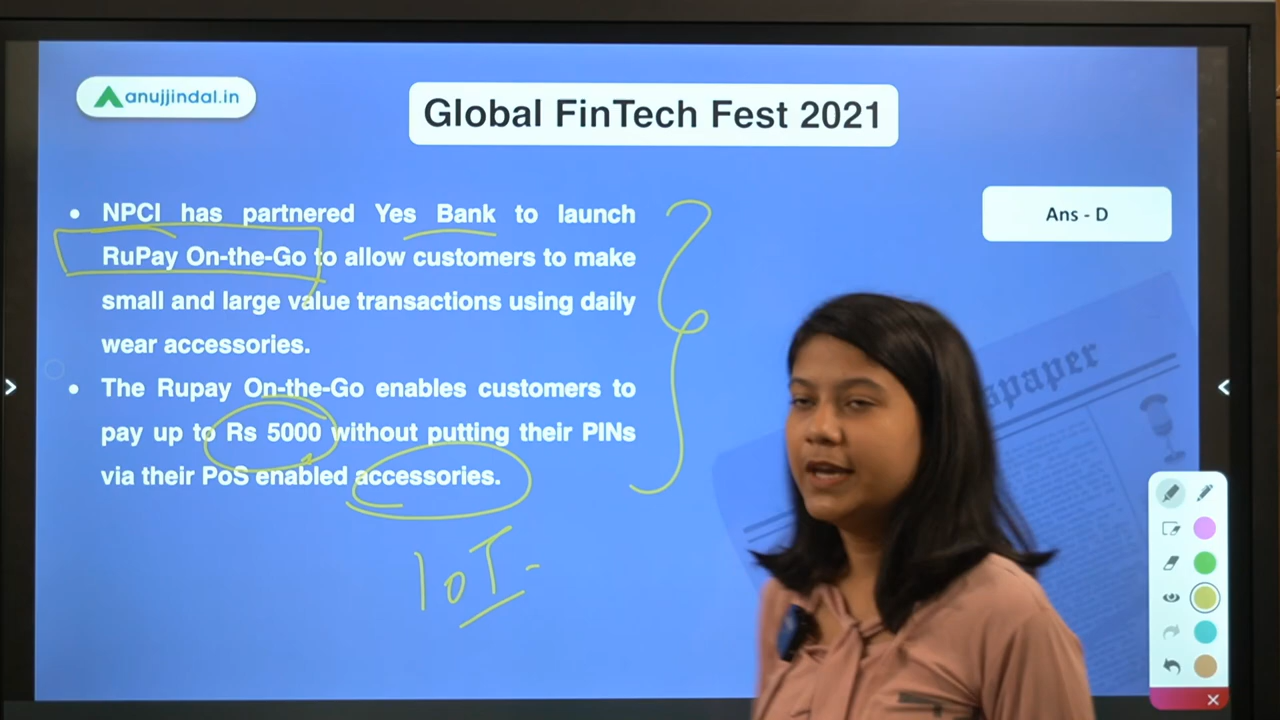 anujjindal.in
Global FinTech Fest 2021
• NPCI has partnered Yes Bank to launch
RuPay On-the-Go to allow customers to make
small and large value transactions using daily
wear accessories.
• The Rupay On-the-Go enables customers to
pay up to Rs 5000 without putting their PINs
via their PoS enabled accessories.
IoT
Ans - D
spaper